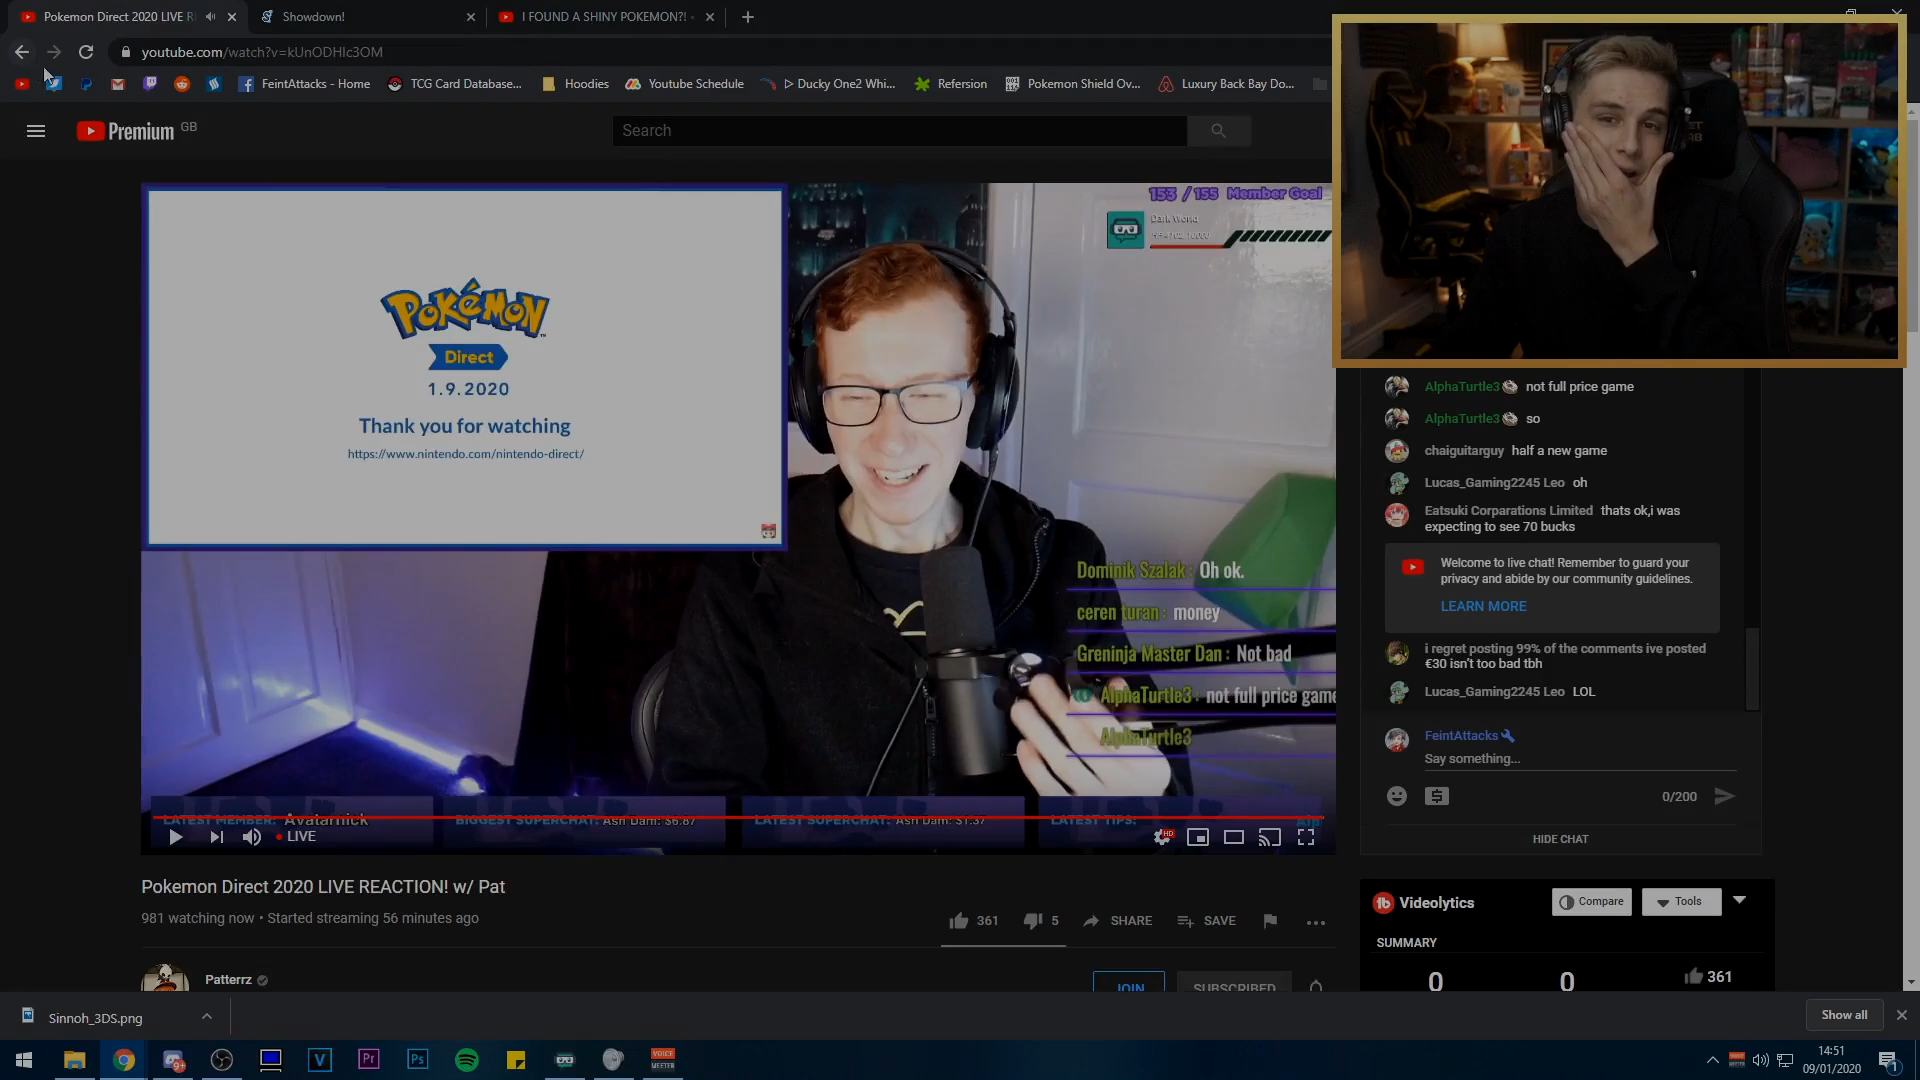 Pokemon Direct 2020 LIVE R
Showdown!
I FOUND A SHINY POKEMON?! -
youtube.com/watch?v=kUnODHlc3OM
FeintAttacks - Home
TCG Card Database...
Hoodies
Youtube Schedule
ᐅ Ducky One2 Whi...
Refersion
Pokemon Shield Ov...
Luxury Back Bay Do...
Premium GB
Search
153 / 155 Member Goal
Dark World
POKéMON
Direct
1.9.2020
Thank you for watching
https://www.nintendo.com/nintendo-direct/
Dominik Szalak : Oh ok.
ceren turan : money
Greninja Master Dan : Not bad
AlphaTurtle3 : not full price game
AlphaTurtle3
LATEST MEMBER: Avatarnick
BIGGEST SUPERCHAT: Ash Dam: $6.87
LATEST SUPERCHAT: Ash Dam: $1.37
LATEST TIPS:
LIVE
HD
AlphaTurtle3 not full price game
AlphaTurtle3 so
chaiguitarguy half a new game
Lucas_Gaming2245 Leo oh
Eatsuki Corparations Limited thats ok,i was
expecting to see 70 bucks
Welcome to live chat! Remember to guard your
privacy and abide by our community guidelines.
LEARN MORE
i regret posting 99% of the comments ive posted
€30 isn't too bad tbh
Lucas_Gaming2245 Leo LOL
FeintAttacks
Say something...
0/200
HIDE CHAT
Pokemon Direct 2020 LIVE REACTION! w/ Pat
981 watching now • Started streaming 56 minutes ago
361
5
SHARE
SAVE
Patterrz
JOIN
SUBSCRIBED
Videolytics
Compare
Tools
SUMMARY
0
0
361
Sinnoh_3DS.png
Show all
9+
V
Pr
Ps
VOICE
MEETER
14:51
09/01/2020
1